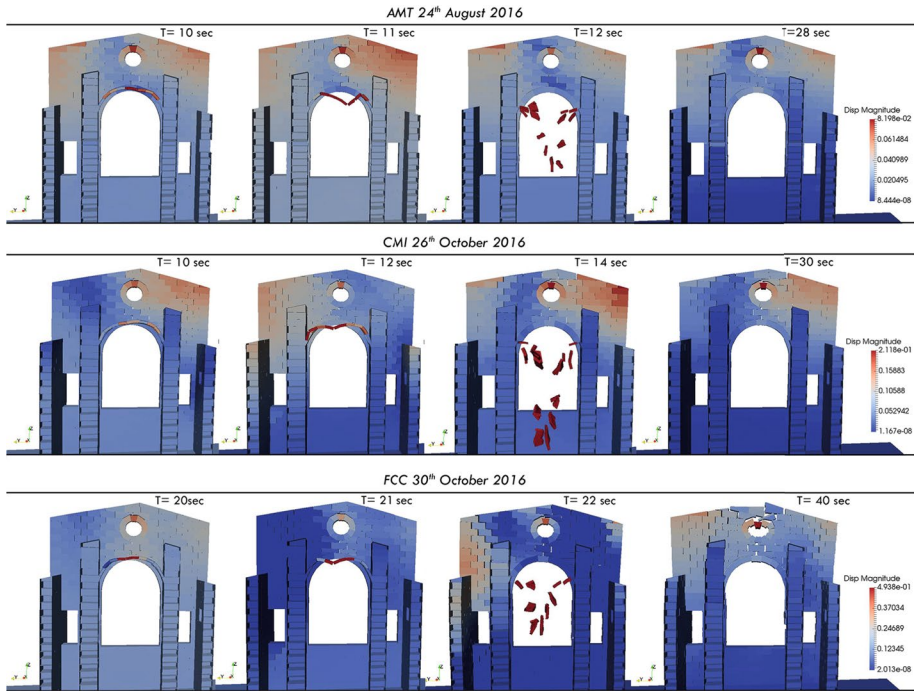 AMT 24th August 2016
T= 10 sec
T= 11 sec
T=12 sec
T=28 sec
Disp Magnitude
8.198e-02
0.061484
0.040989
0.020495
8.444e-08
CMI 26th October 2016
T= 10 sec
T= 12 sec
T= 14 sec
T=30 sec
Disp Magnitude
2.118e-01
0.15883
0.10588
0.052942
1.167e-08
FCC 30th October 2016
T= 20sec
T= 21 sec
T= 22 sec
T= 40 sec
Disp Magnitude
4.938e-01
0.37034
0.24689
0.12345
2.013e-08